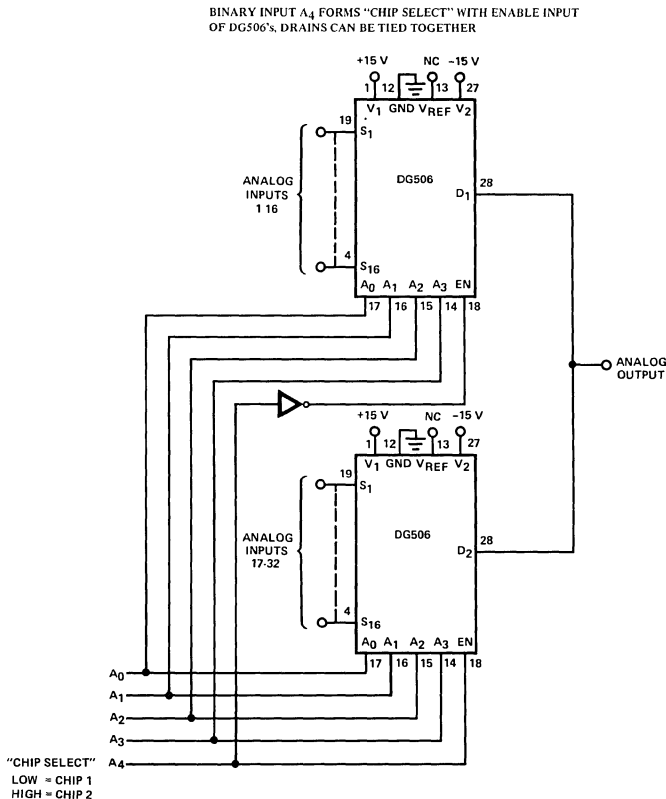 BINARY INPUT A4 FORMS “CHIP SELECT” WITH ENABLE INPUT
OF DG506's, DRAINS CAN BE TIED TOGETHER
+15 V NC -15 V
1 12 13 27
V1 GND VREF V2
19 S1
ANALOG
INPUTS
1 16
DG506
28
D1
4 S16
A0 A1 A2 A3 EN
17 16 15 14 18
ANALOG
OUTPUT
+15 V NC -15 V
1 12 13 27
V1 GND VREF V2
19 S1
ANALOG
INPUTS
17-32
DG506
28
D2
4 S16
A0 A1 A2 A3 EN
17 16 15 14 18
A0
A1
A2
A3
"CHIP SELECT" A4
LOW = CHIP 1
HIGH = CHIP 2